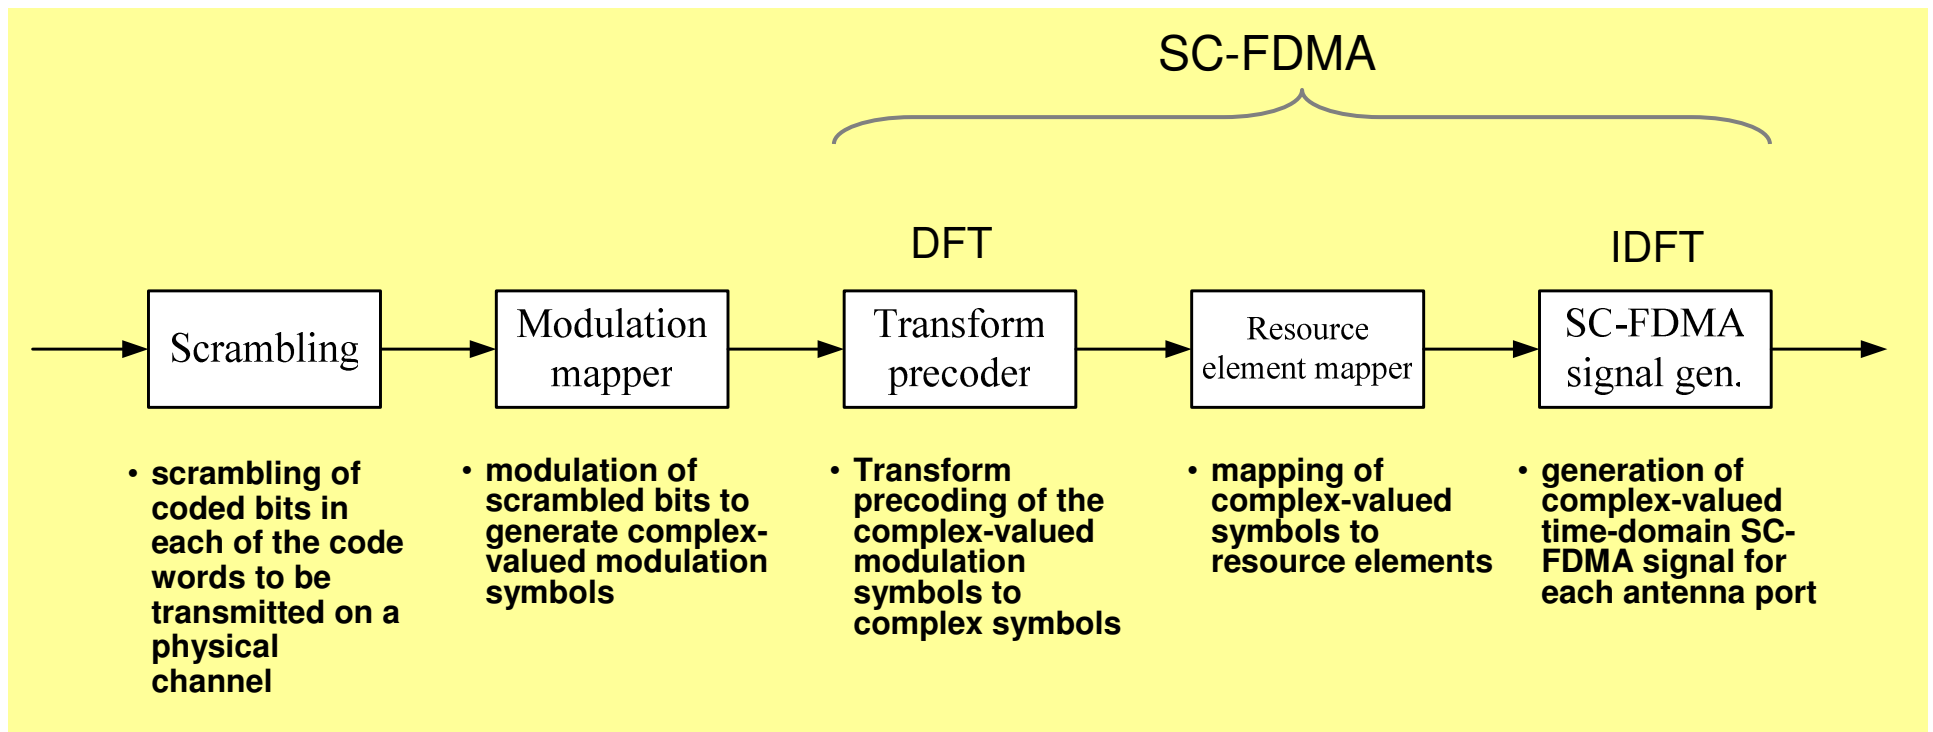 SC-FDMA
DFT
IDFT
Scrambling
Modulation
mapper
Transform
precoder
Resource
element mapper
SC-FDMA
signal gen.
• scrambling of
coded bits in
each of the code
words to be
transmitted on a
physical
channel
• modulation of
scrambled bits to
generate complex-
valued modulation
symbols
• Transform
precoding of the
complex-valued
modulation
symbols to
complex symbols
• mapping of
complex-valued
symbols to
resource elements
• generation of
complex-valued
time-domain SC-
FDMA signal for
each antenna port